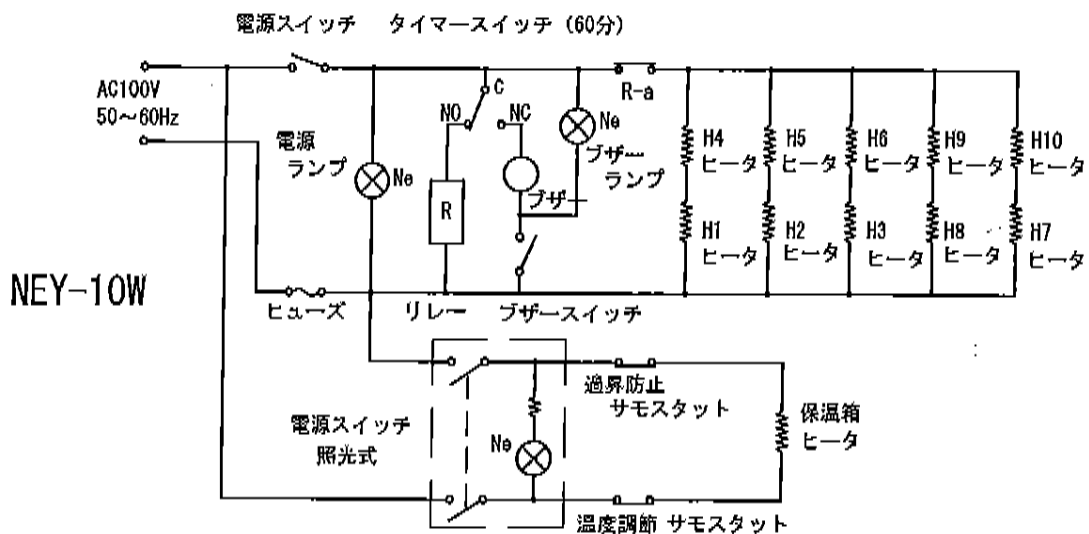 電源スイッチ タイマースイッチ (60分)
AC100V
50～60Hz
C
NO
NC
Ne
ブザー
ランプ
R-a
電源
ランプ
Ne
R
ブザー
H4
ヒータ
H5
ヒータ
H6
ヒータ
H9
ヒータ
H10
ヒータ
H1
ヒータ
H2
ヒータ
H3
ヒータ
H8
ヒータ
H7
ヒータ
NEY-10W
ヒューズ
リレー
ブザースイッチ
電源スイッチ
照光式
Ne
過昇防止
サモスタット
保温箱
ヒータ
温度調節 サモスタット